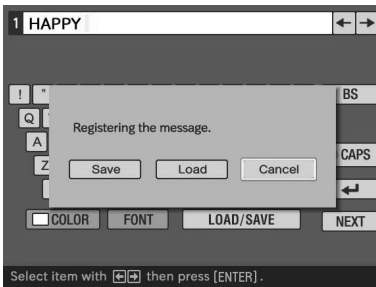 1 HAPPY ← →
! " BS
Q
A
Z CAPS
Registering the message.
Save Load Cancel
↵
COLOR FONT LOAD/SAVE NEXT
Select item with ←→ then press [ENTER].